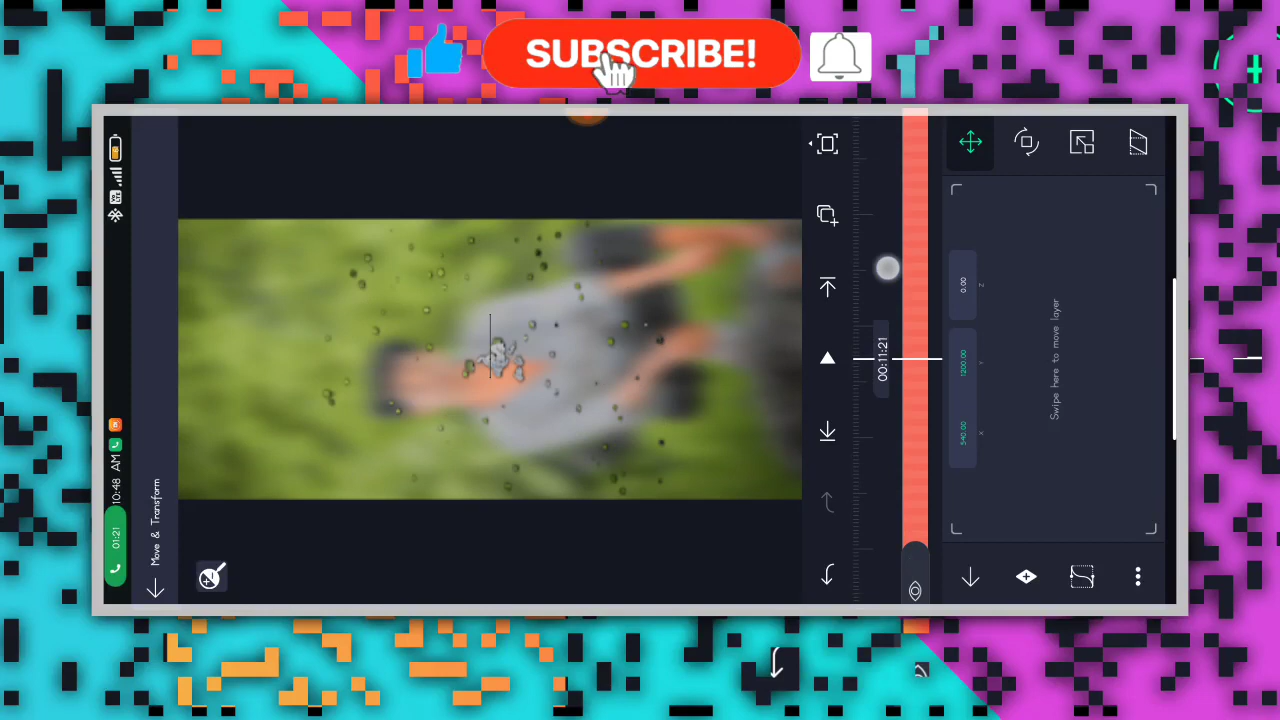 SUBSCRIBE!
01:21
10:48 AM
6
Move & Transform
00:11:21
X
540.00
Y
1200.00
Z
0.00
Swipe here to move layer